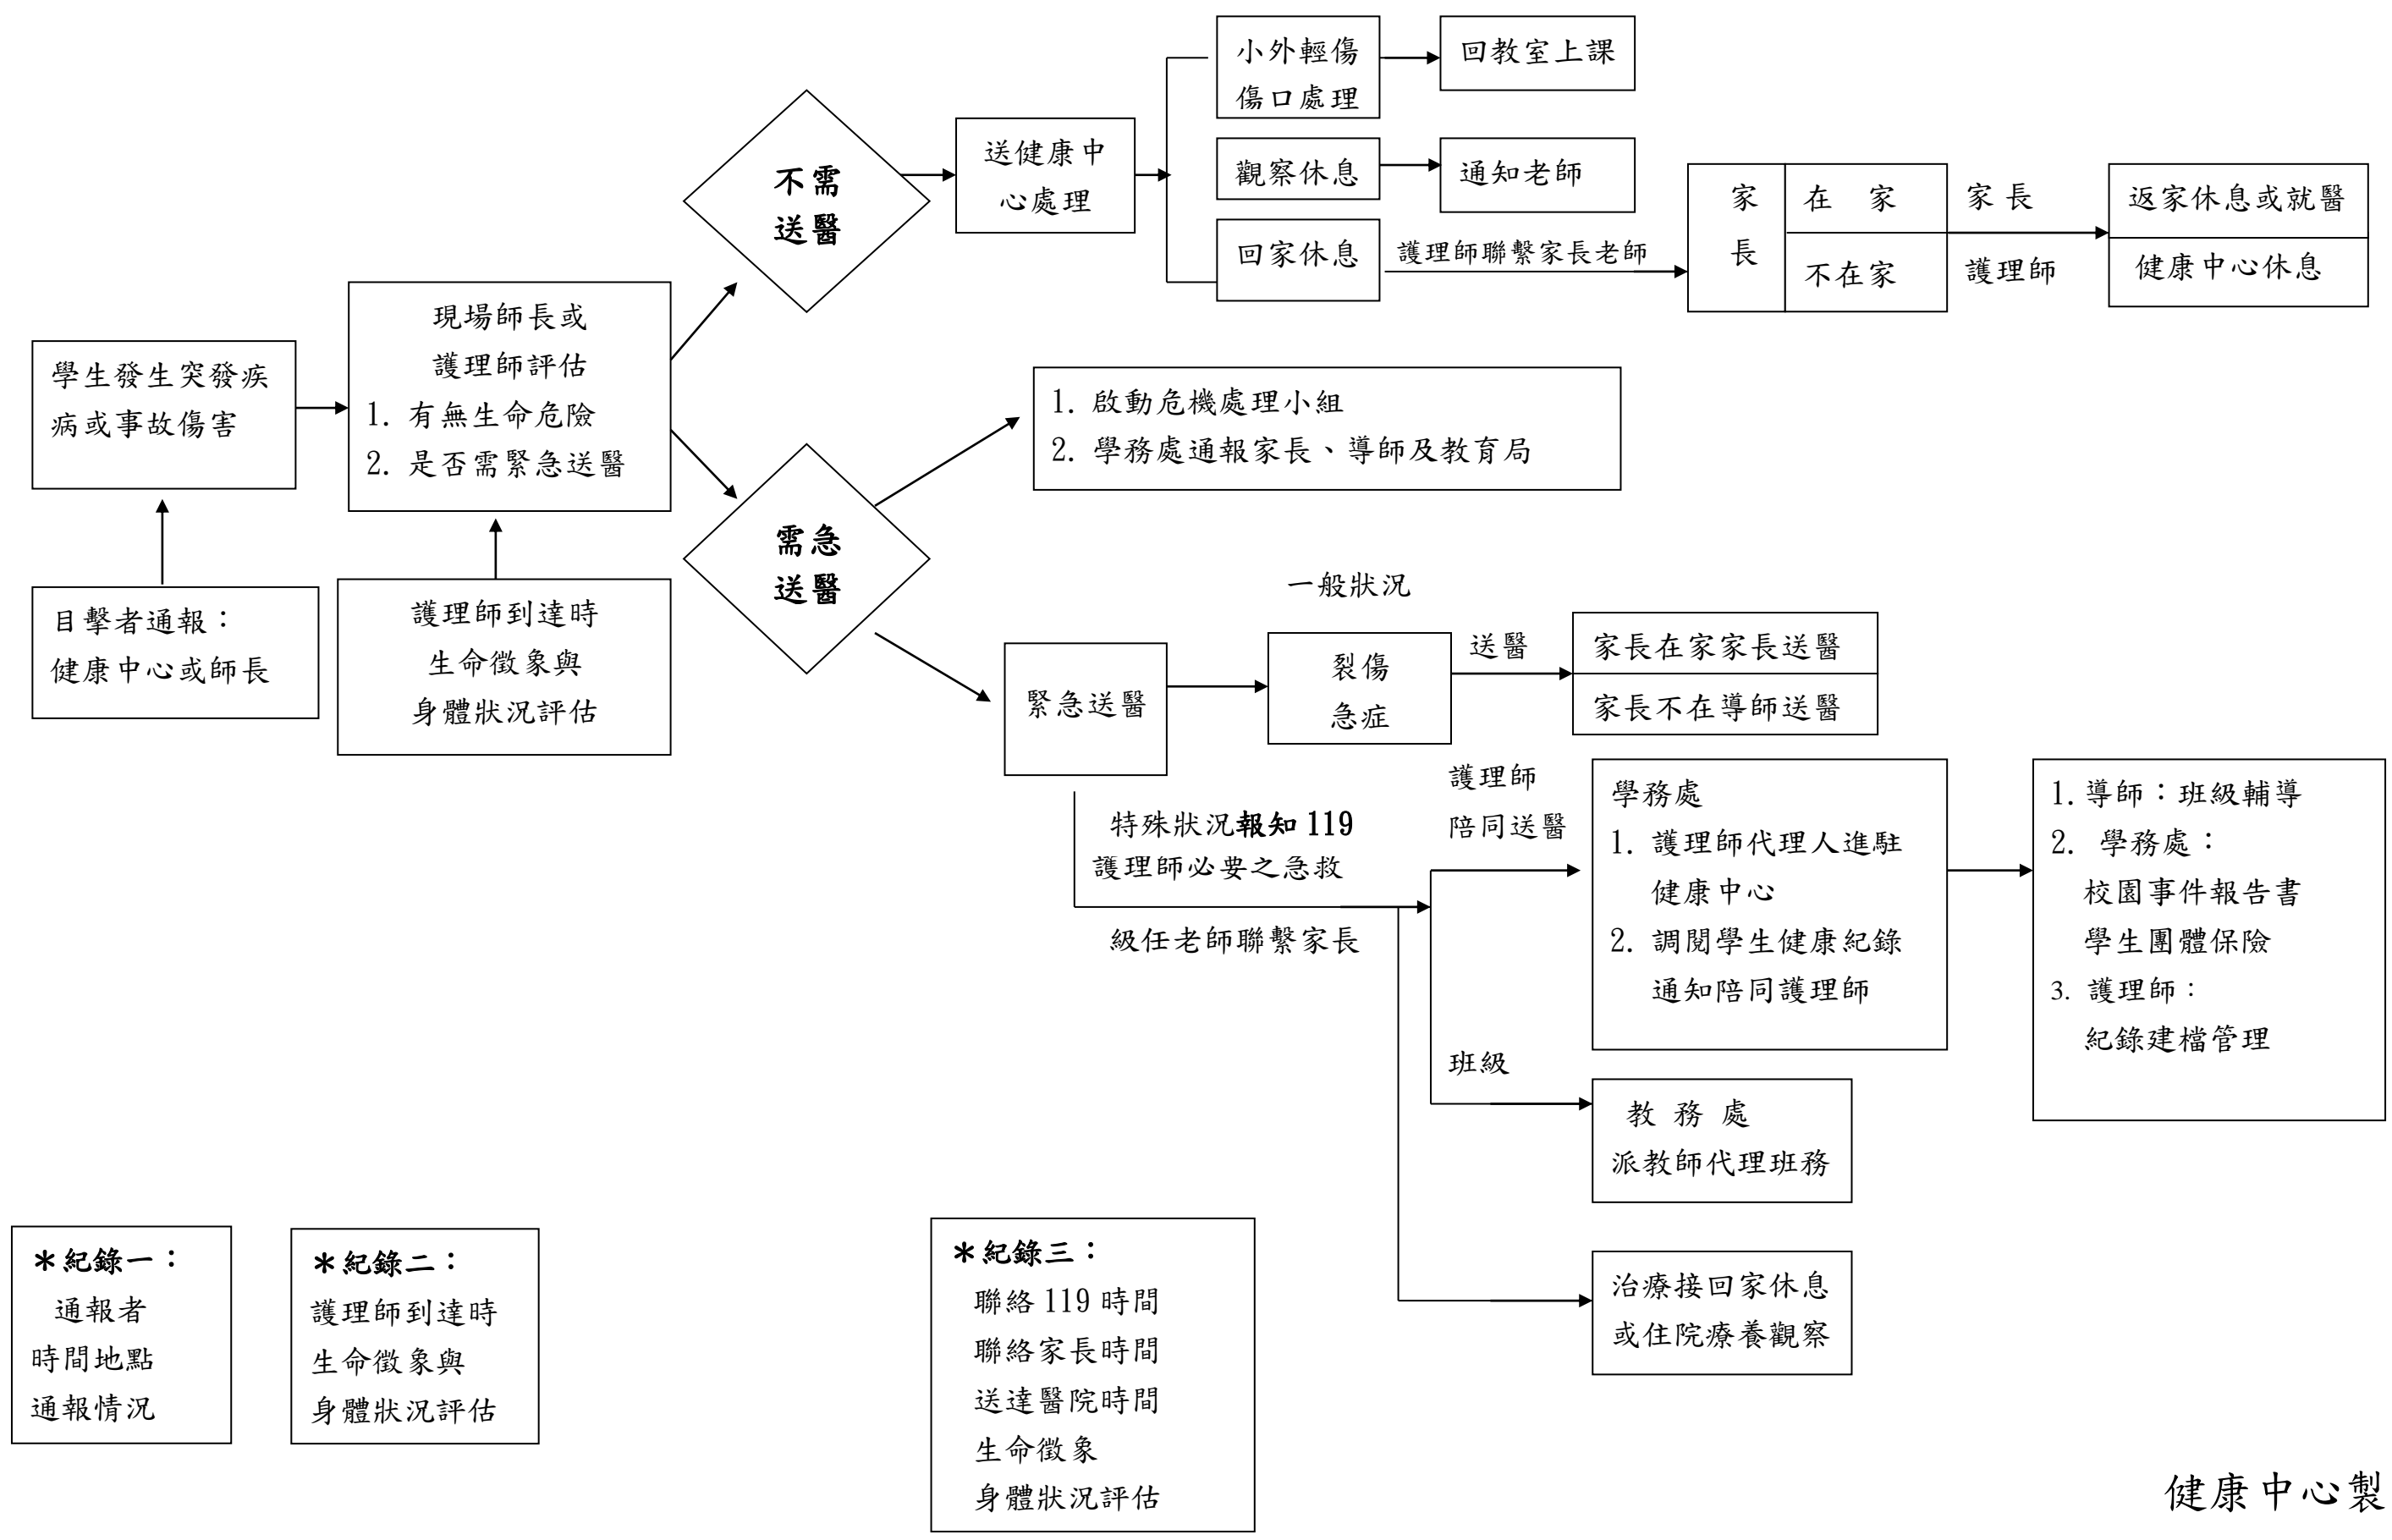 學生發生突發疾
病或事故傷害
目擊者通報：
健康中心或師長
現場師長或
護理師評估
1. 有無生命危險
2. 是否需緊急送醫
護理師到達時
生命徵象與
身體狀況評估
不需
送醫
送健康中
心處理
小外輕傷
傷口處理
回教室上課
觀察休息
通知老師
回家休息
護理師聯繫家長老師
家
長
在 家
不在家
家長
護理師
返家休息或就醫
健康中心休息
需急
送醫
1. 啟動危機處理小組
2. 學務處通報家長、導師及教育局
緊急送醫
一般狀況
裂傷
急症
送醫
家長在家家長送醫
家長不在導師送醫
特殊狀況報知 119
護理師必要之急救
級任老師聯繫家長
護理師
陪同送醫
學務處
1. 護理師代理人進駐
健康中心
2. 調閱學生健康紀錄
通知陪同護理師
1. 導師：班級輔導
2. 學務處：
校園事件報告書
學生團體保險
3. 護理師：
紀錄建檔管理
班級
教 務 處
派教師代理班務
治療接回家休息
或住院療養觀察
＊紀錄一：
通報者
時間地點
通報情況
＊紀錄二：
護理師到達時
生命徵象與
身體狀況評估
＊紀錄三：
聯絡 119 時間
聯絡家長時間
送達醫院時間
生命徵象
身體狀況評估
健康中心製